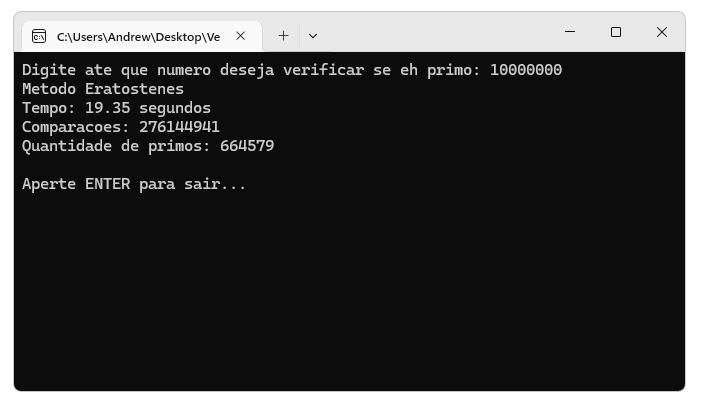 C:\Users\Andrew\Desktop\Ve
Digite ate que numero deseja verificar se eh primo: 10000000
Metodo Eratostenes
Tempo: 19.35 segundos
Comparacoes: 276144941
Quantidade de primos: 664579
Aperte ENTER para sair...